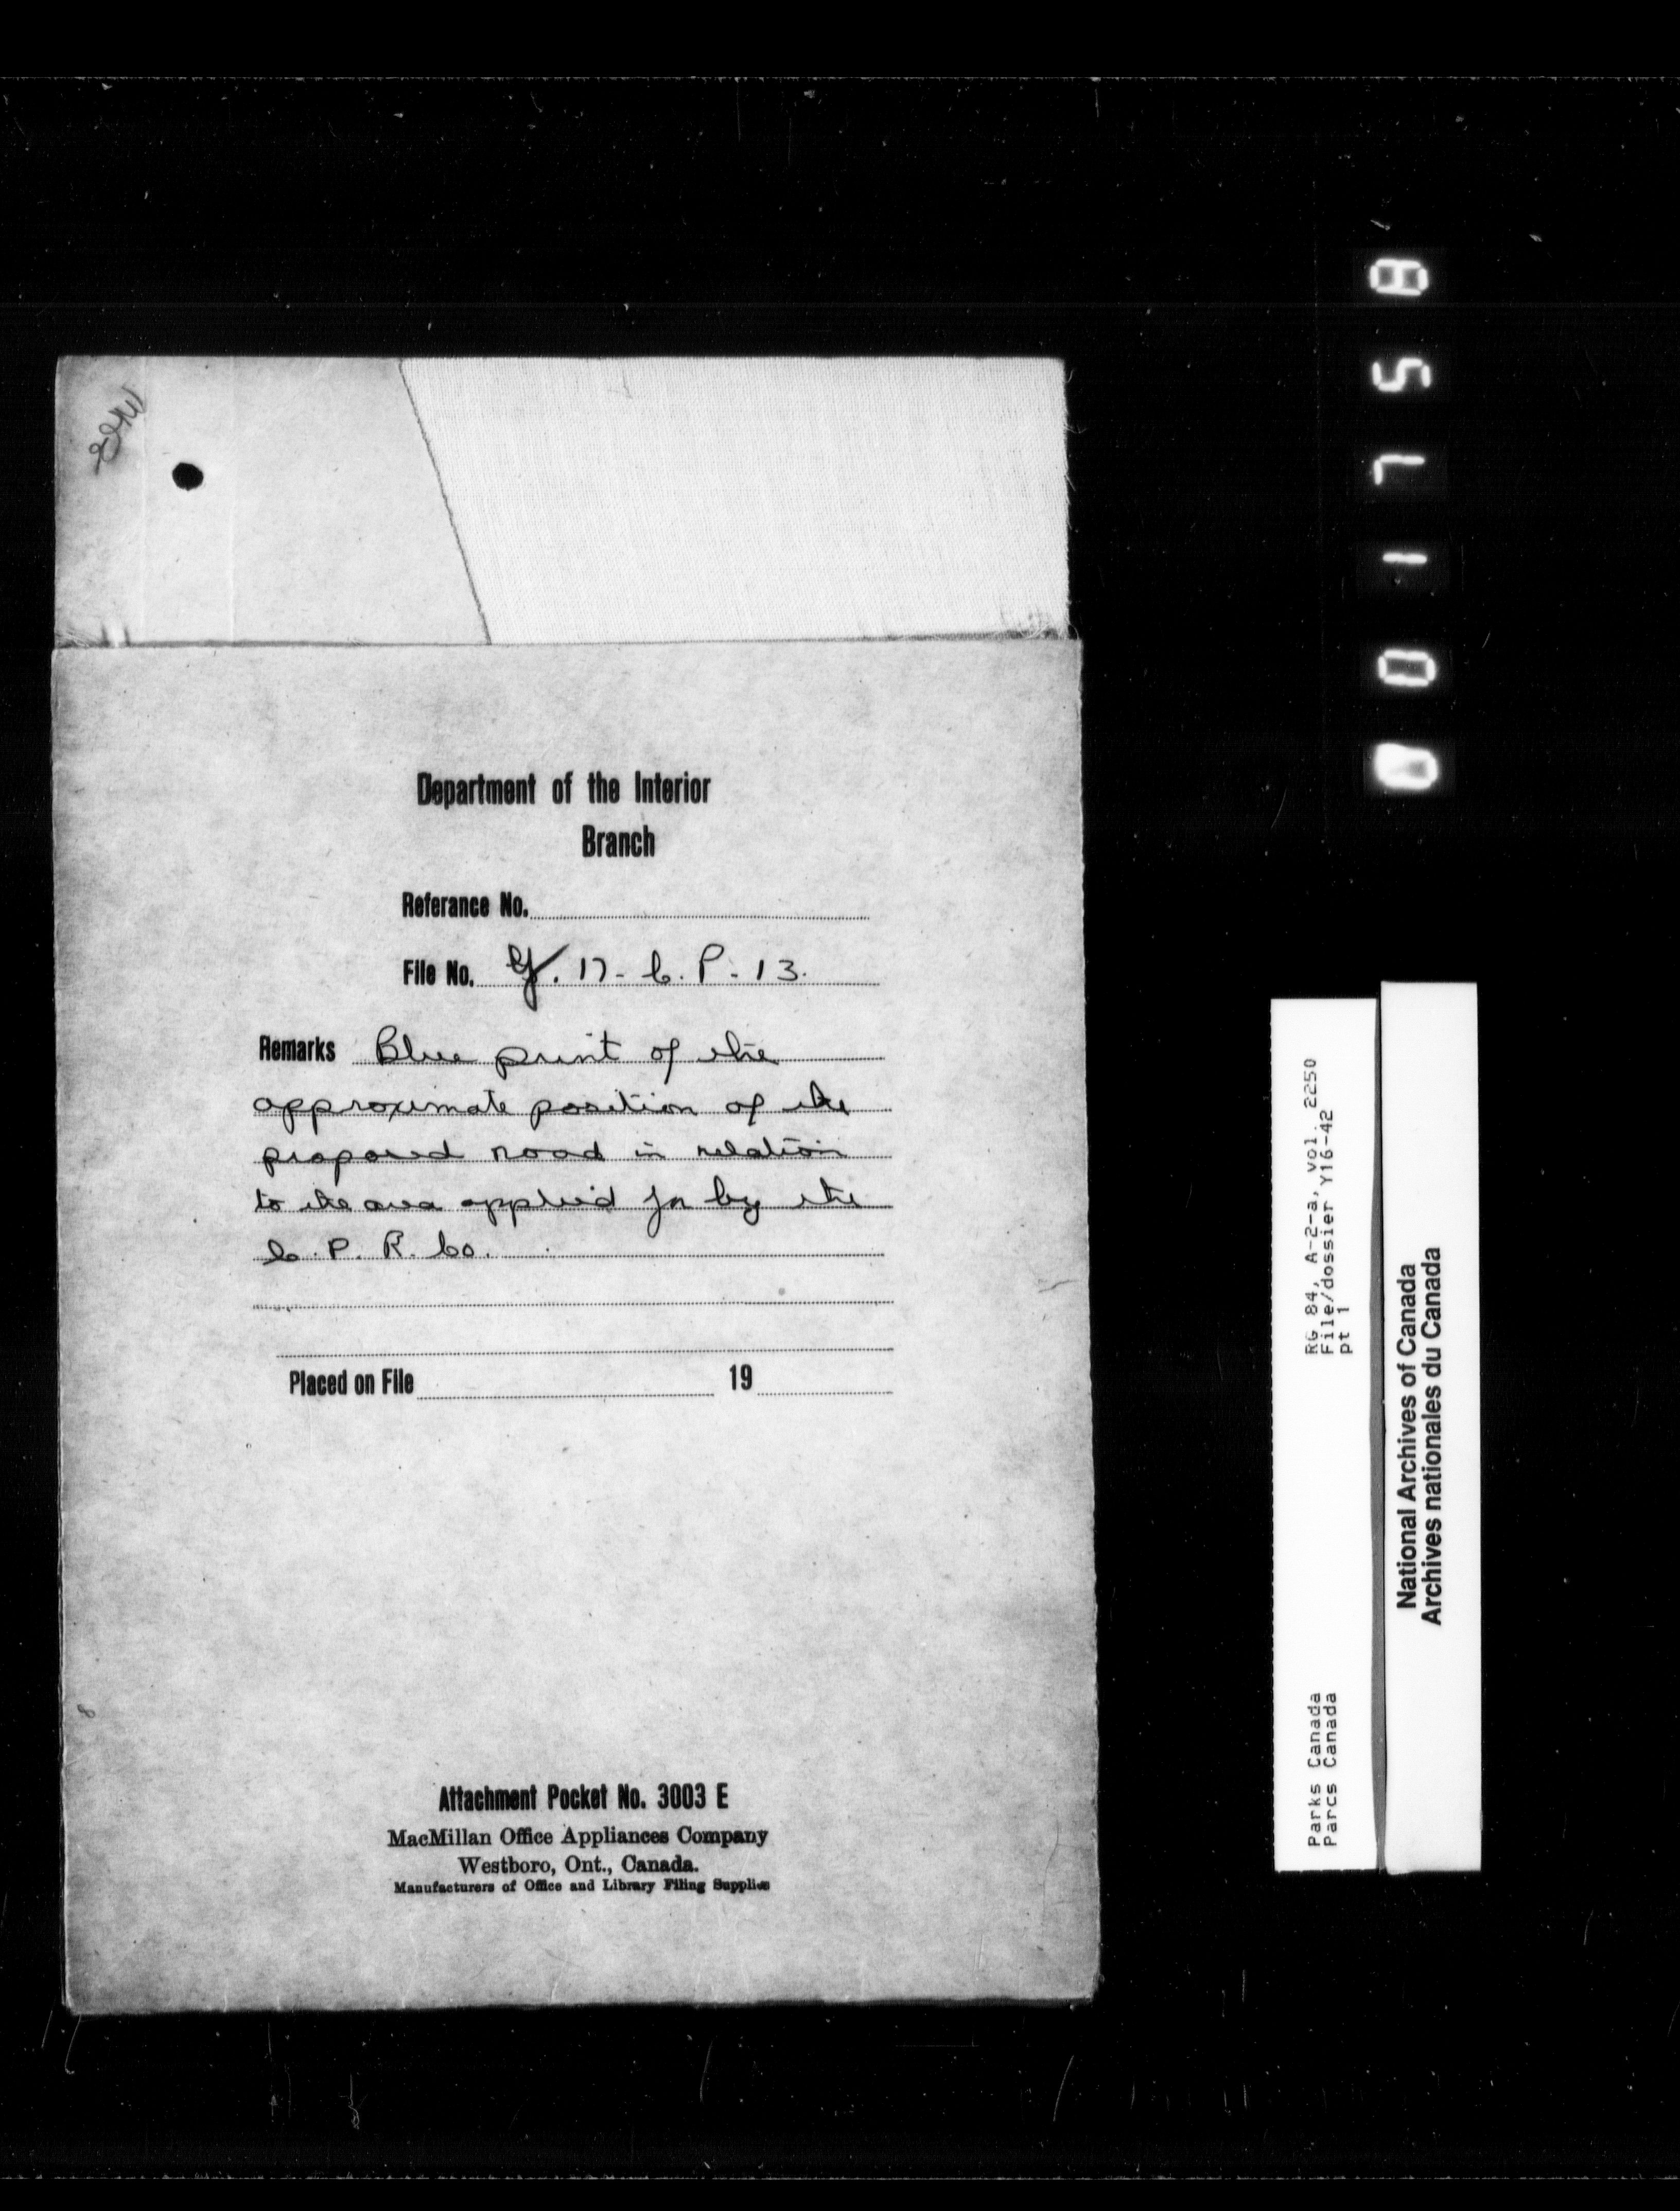 Department of the Interior
Branch
Referance No.
File No. Y. 17 - C. P. - 13.
Remarks Blue print of the
approximate position of the
proposed road in relation
to the area applied for by the
C. P. R. Co.
Placed on File 19
Attachment Pocket No. 3003 E
MacMillan Office Appliances Company
Westboro, Ont., Canada.
Manufacturers of Office and Library Filing Supplies
001758
RG 84, A-2-a, vol. 2250
File/dossier Y16-42
pt 1
Parks Canada
Parcs Canada
National Archives of Canada
Archives nationales du Canada